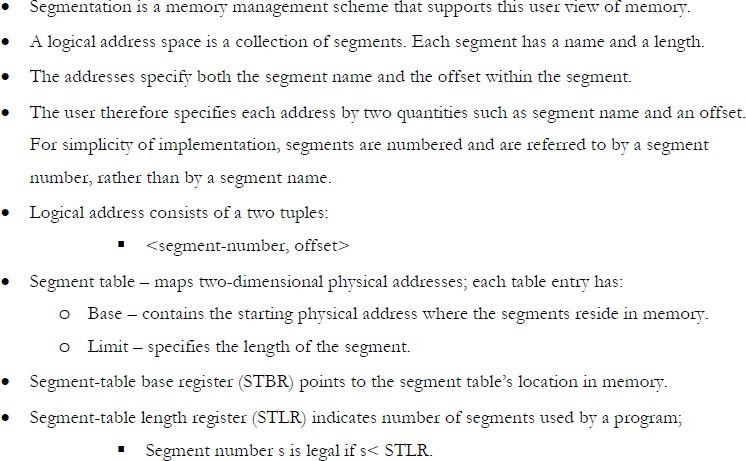 • Segmentation is a memory management scheme that supports this user view of memory.
• A logical address space is a collection of segments. Each segment has a name and a length.
• The addresses specify both the segment name and the offset within the segment.
• The user therefore specifies each address by two quantities such as segment name and an offset.
For simplicity of implementation, segments are numbered and are referred to by a segment
number, rather than by a segment name.
• Logical address consists of a two tuples:
▪ <segment-number, offset>
• Segment table – maps two-dimensional physical addresses; each table entry has:
o Base – contains the starting physical address where the segments reside in memory.
o Limit – specifies the length of the segment.
• Segment-table base register (STBR) points to the segment table’s location in memory.
• Segment-table length register (STLR) indicates number of segments used by a program;
▪ Segment number s is legal if s< STLR.